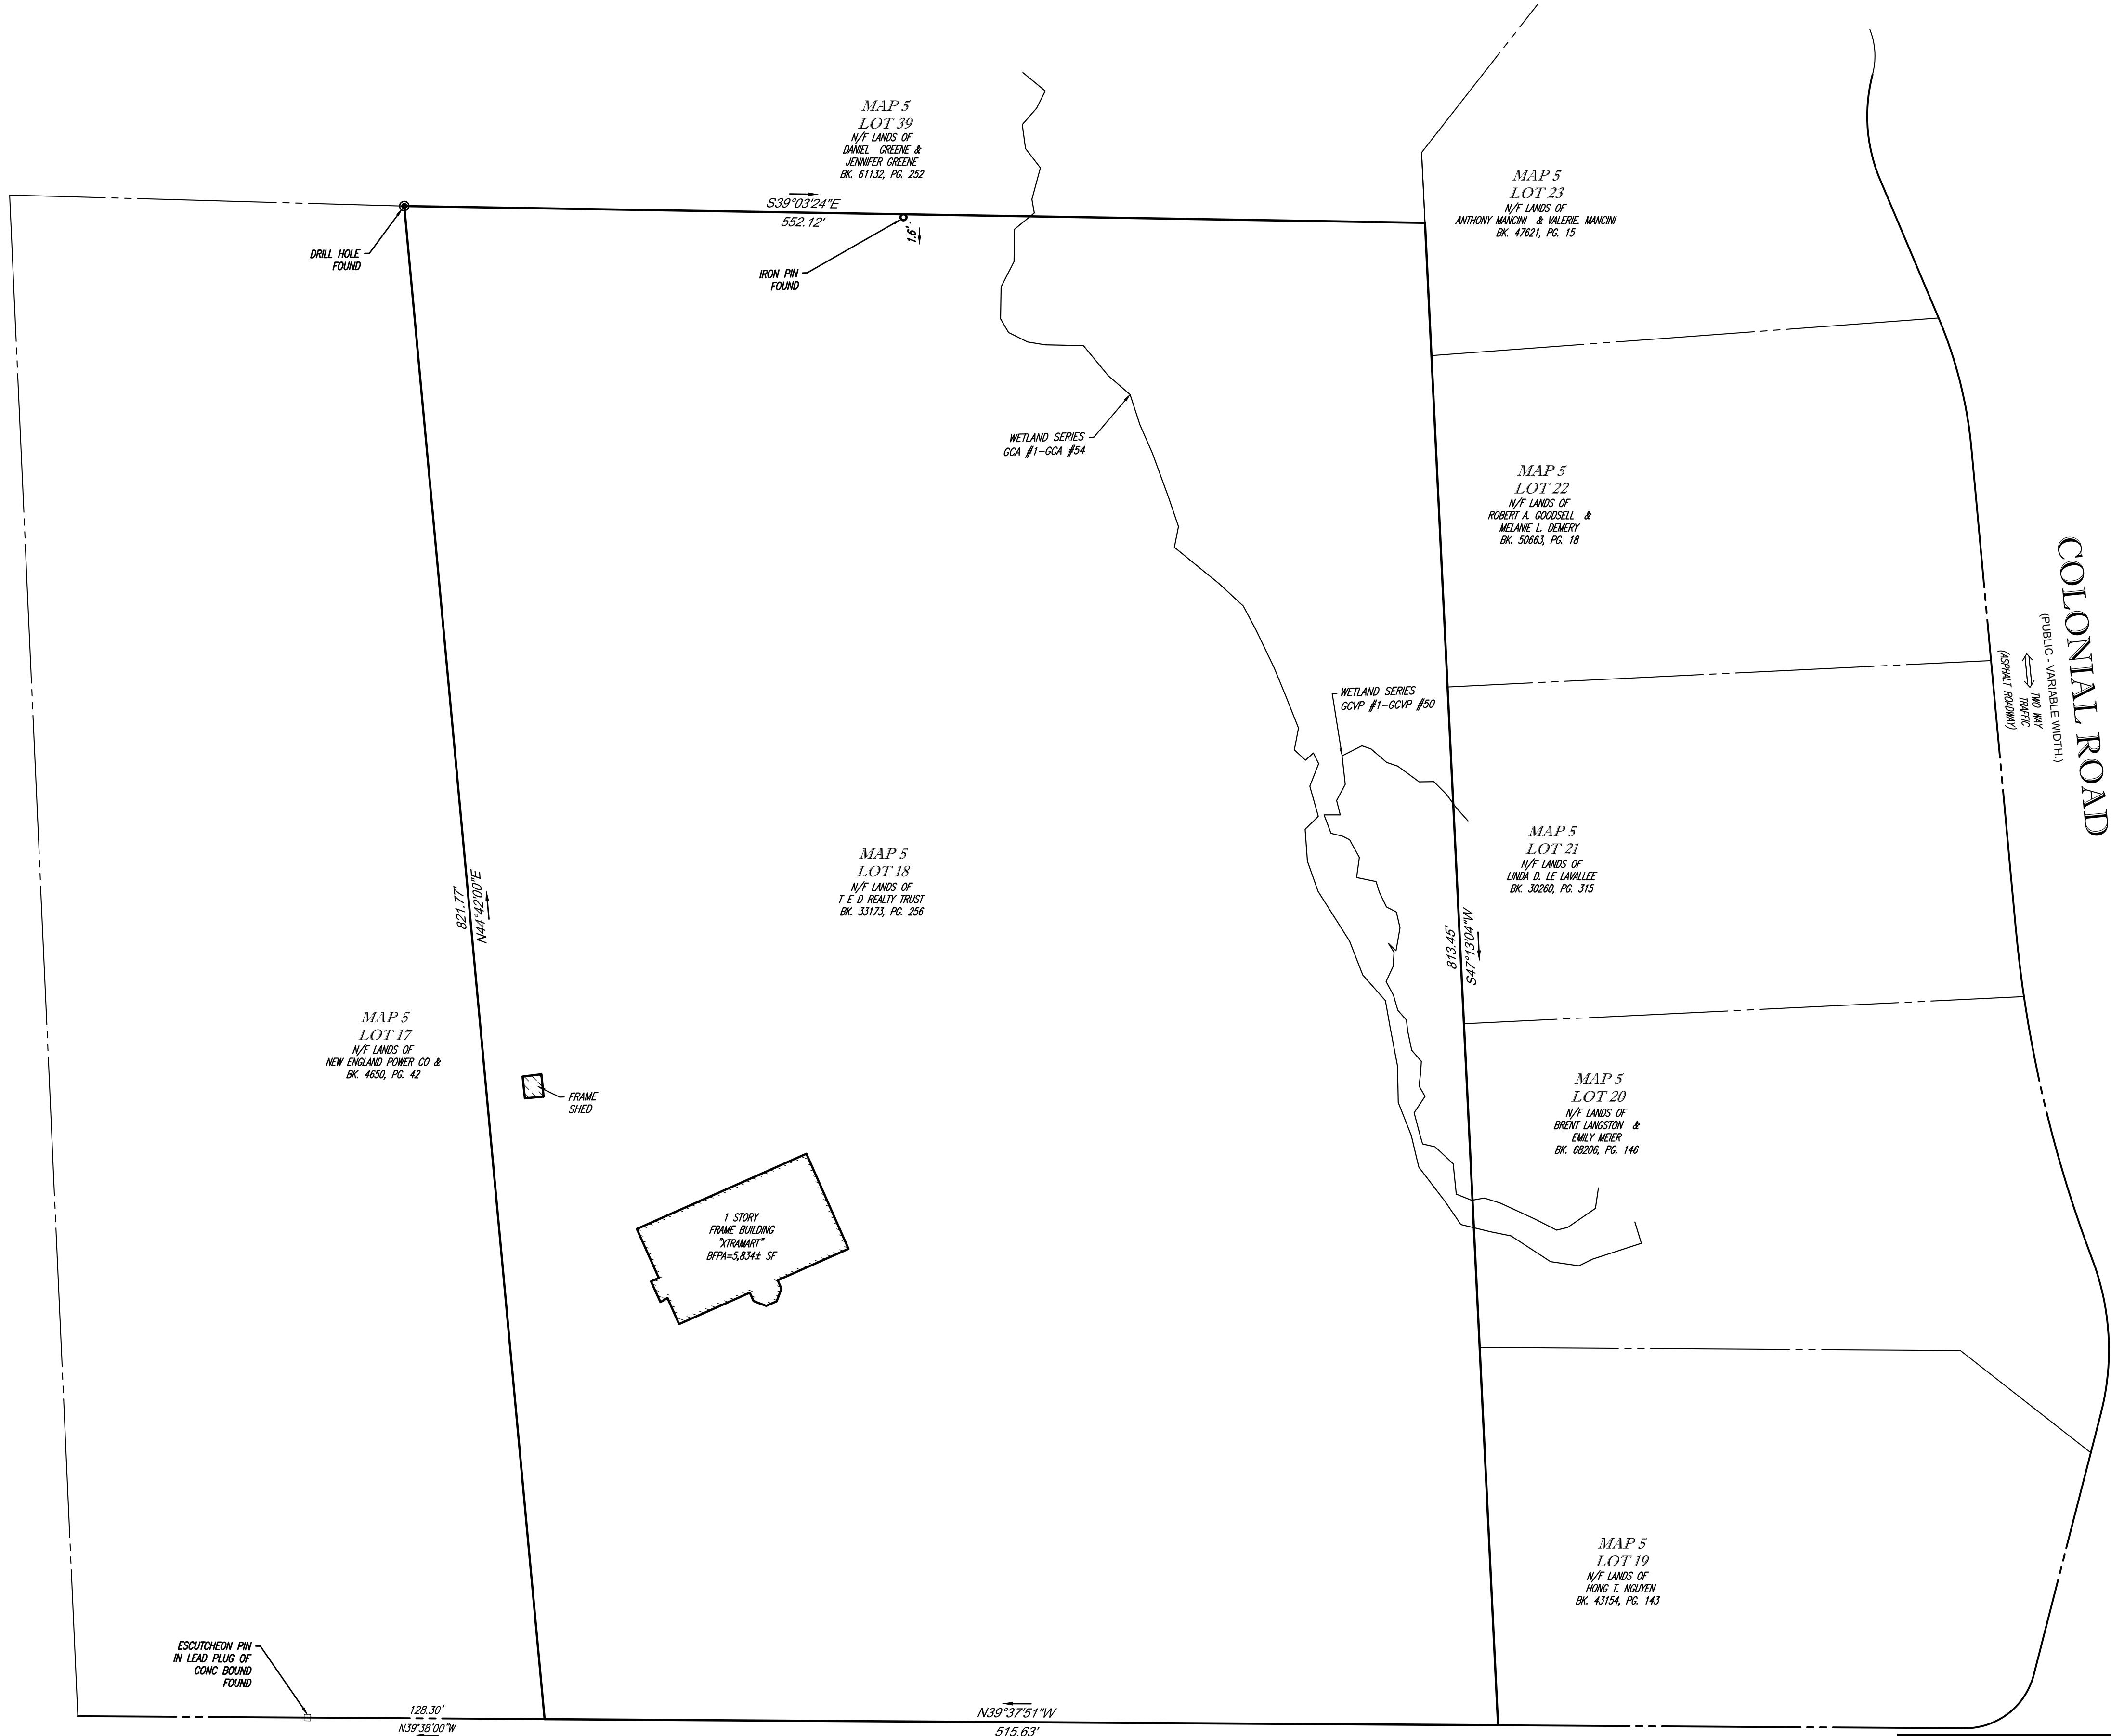 MAP 5
LOT 39
N/F LANDS OF
DANIEL GREENE &
JENNIFER GREENE
BK. 61132, PG. 252
MAP 5
LOT 23
N/F LANDS OF
ANTHONY MANCINI & VALERIE. MANCINI
BK. 47621, PG. 15
S39°03'24"E
552.12'
1.6'
DRILL HOLE
FOUND
IRON PIN
FOUND
WETLAND SERIES
GCA #1-GCA #54
MAP 5
LOT 22
N/F LANDS OF
ROBERT A. GOODSELL &
MELANIE L. DEMERY
BK. 50663, PG. 18
COLONIAL ROAD
(PUBLIC - VARIABLE WIDTH.)
TWO WAY
TRAFFIC
(ASPHALT ROADWAY)
WETLAND SERIES
GCVP #1-GCVP #50
MAP 5
LOT 18
N/F LANDS OF
T E D REALTY TRUST
BK. 33173, PG. 256
MAP 5
LOT 21
N/F LANDS OF
LINDA D. LE LAVALLEE
BK. 30260, PG. 315
821.77'
N44°42'00"E
813.45'
S47°13'04"W
MAP 5
LOT 17
N/F LANDS OF
NEW ENGLAND POWER CO &
BK. 4650, PG. 42
FRAME
SHED
MAP 5
LOT 20
N/F LANDS OF
BRENT LANGSTON &
EMILY MEIER
BK. 68206, PG. 146
1 STORY
FRAME BUILDING
"XTRAMART"
BFPA=5,834± SF
MAP 5
LOT 19
N/F LANDS OF
HONG T. NGUYEN
BK. 43154, PG. 143
ESCUTCHEON PIN
IN LEAD PLUG OF
CONC BOUND
FOUND
128.30'
N39°38'00"W
N39°37'51"W
515.63'